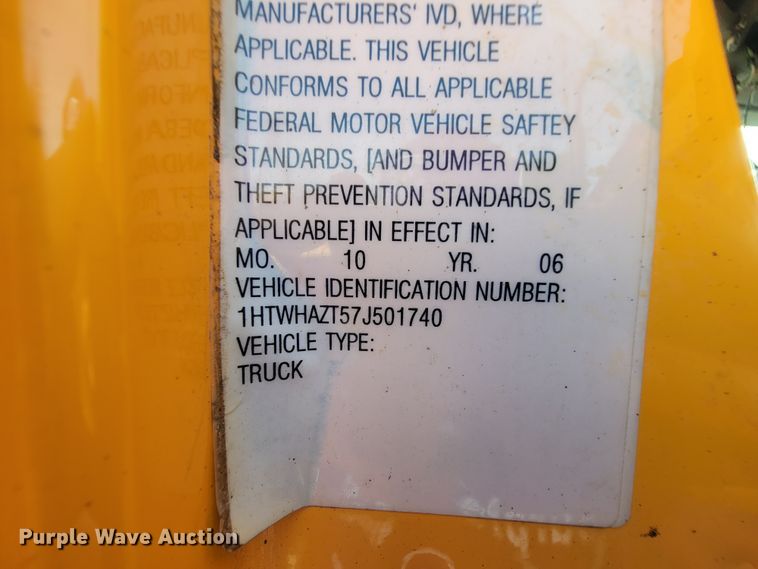 MANUFACTURERS' IVD, WHERE
APPLICABLE. THIS VEHICLE
CONFORMS TO ALL APPLICABLE
FEDERAL MOTOR VEHICLE SAFTEY
STANDARDS, [AND BUMPER AND
THEFT PREVENTION STANDARDS, IF
APPLICABLE] IN EFFECT IN:
MO. 10 YR. 06
VEHICLE IDENTIFICATION NUMBER:
1HTWHAZT57J501740
VEHICLE TYPE:
TRUCK
Purple Wave Auction